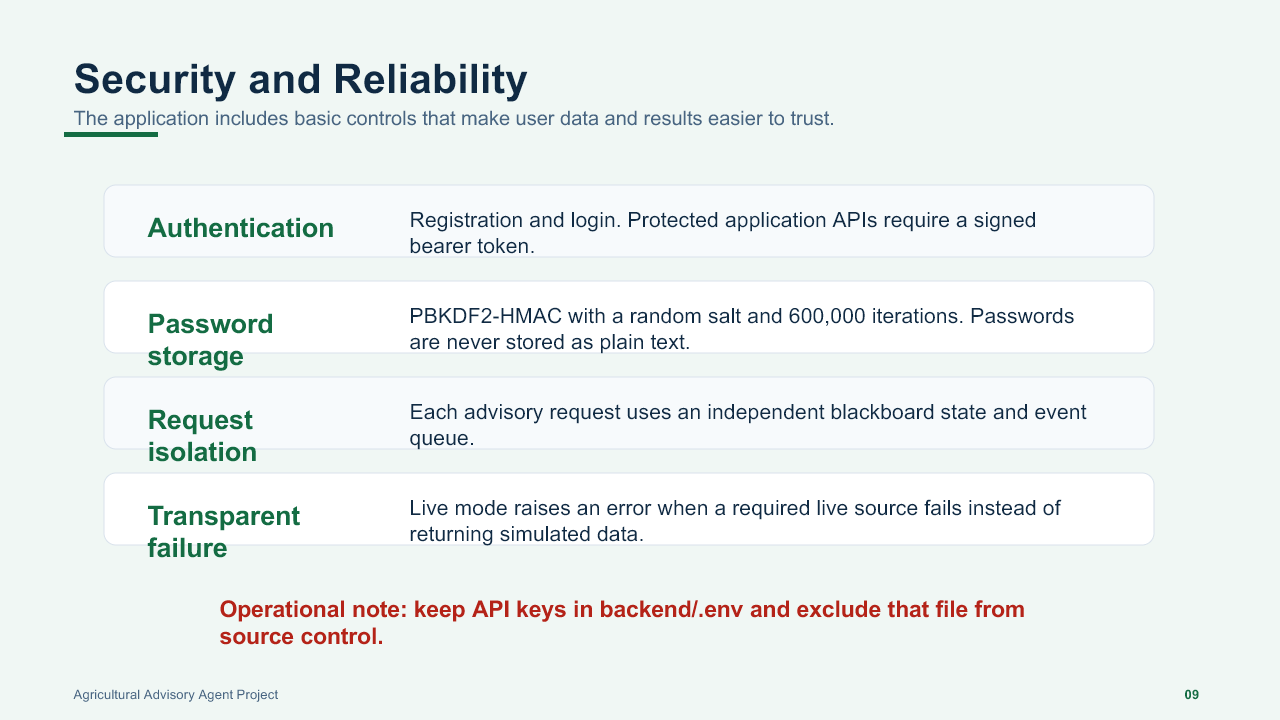 Security and Reliability
The application includes basic controls that make user data and results easier to trust.
Authentication
Registration and login. Protected application APIs require a signed
bearer token.
Password
storage
PBKDF2-HMAC with a random salt and 600,000 iterations. Passwords
are never stored as plain text.
Request
isolation
Each advisory request uses an independent blackboard state and event
queue.
Transparent
failure
Live mode raises an error when a required live source fails instead of
returning simulated data.
Operational note: keep API keys in backend/.env and exclude that file from
source control.
Agricultural Advisory Agent Project
09